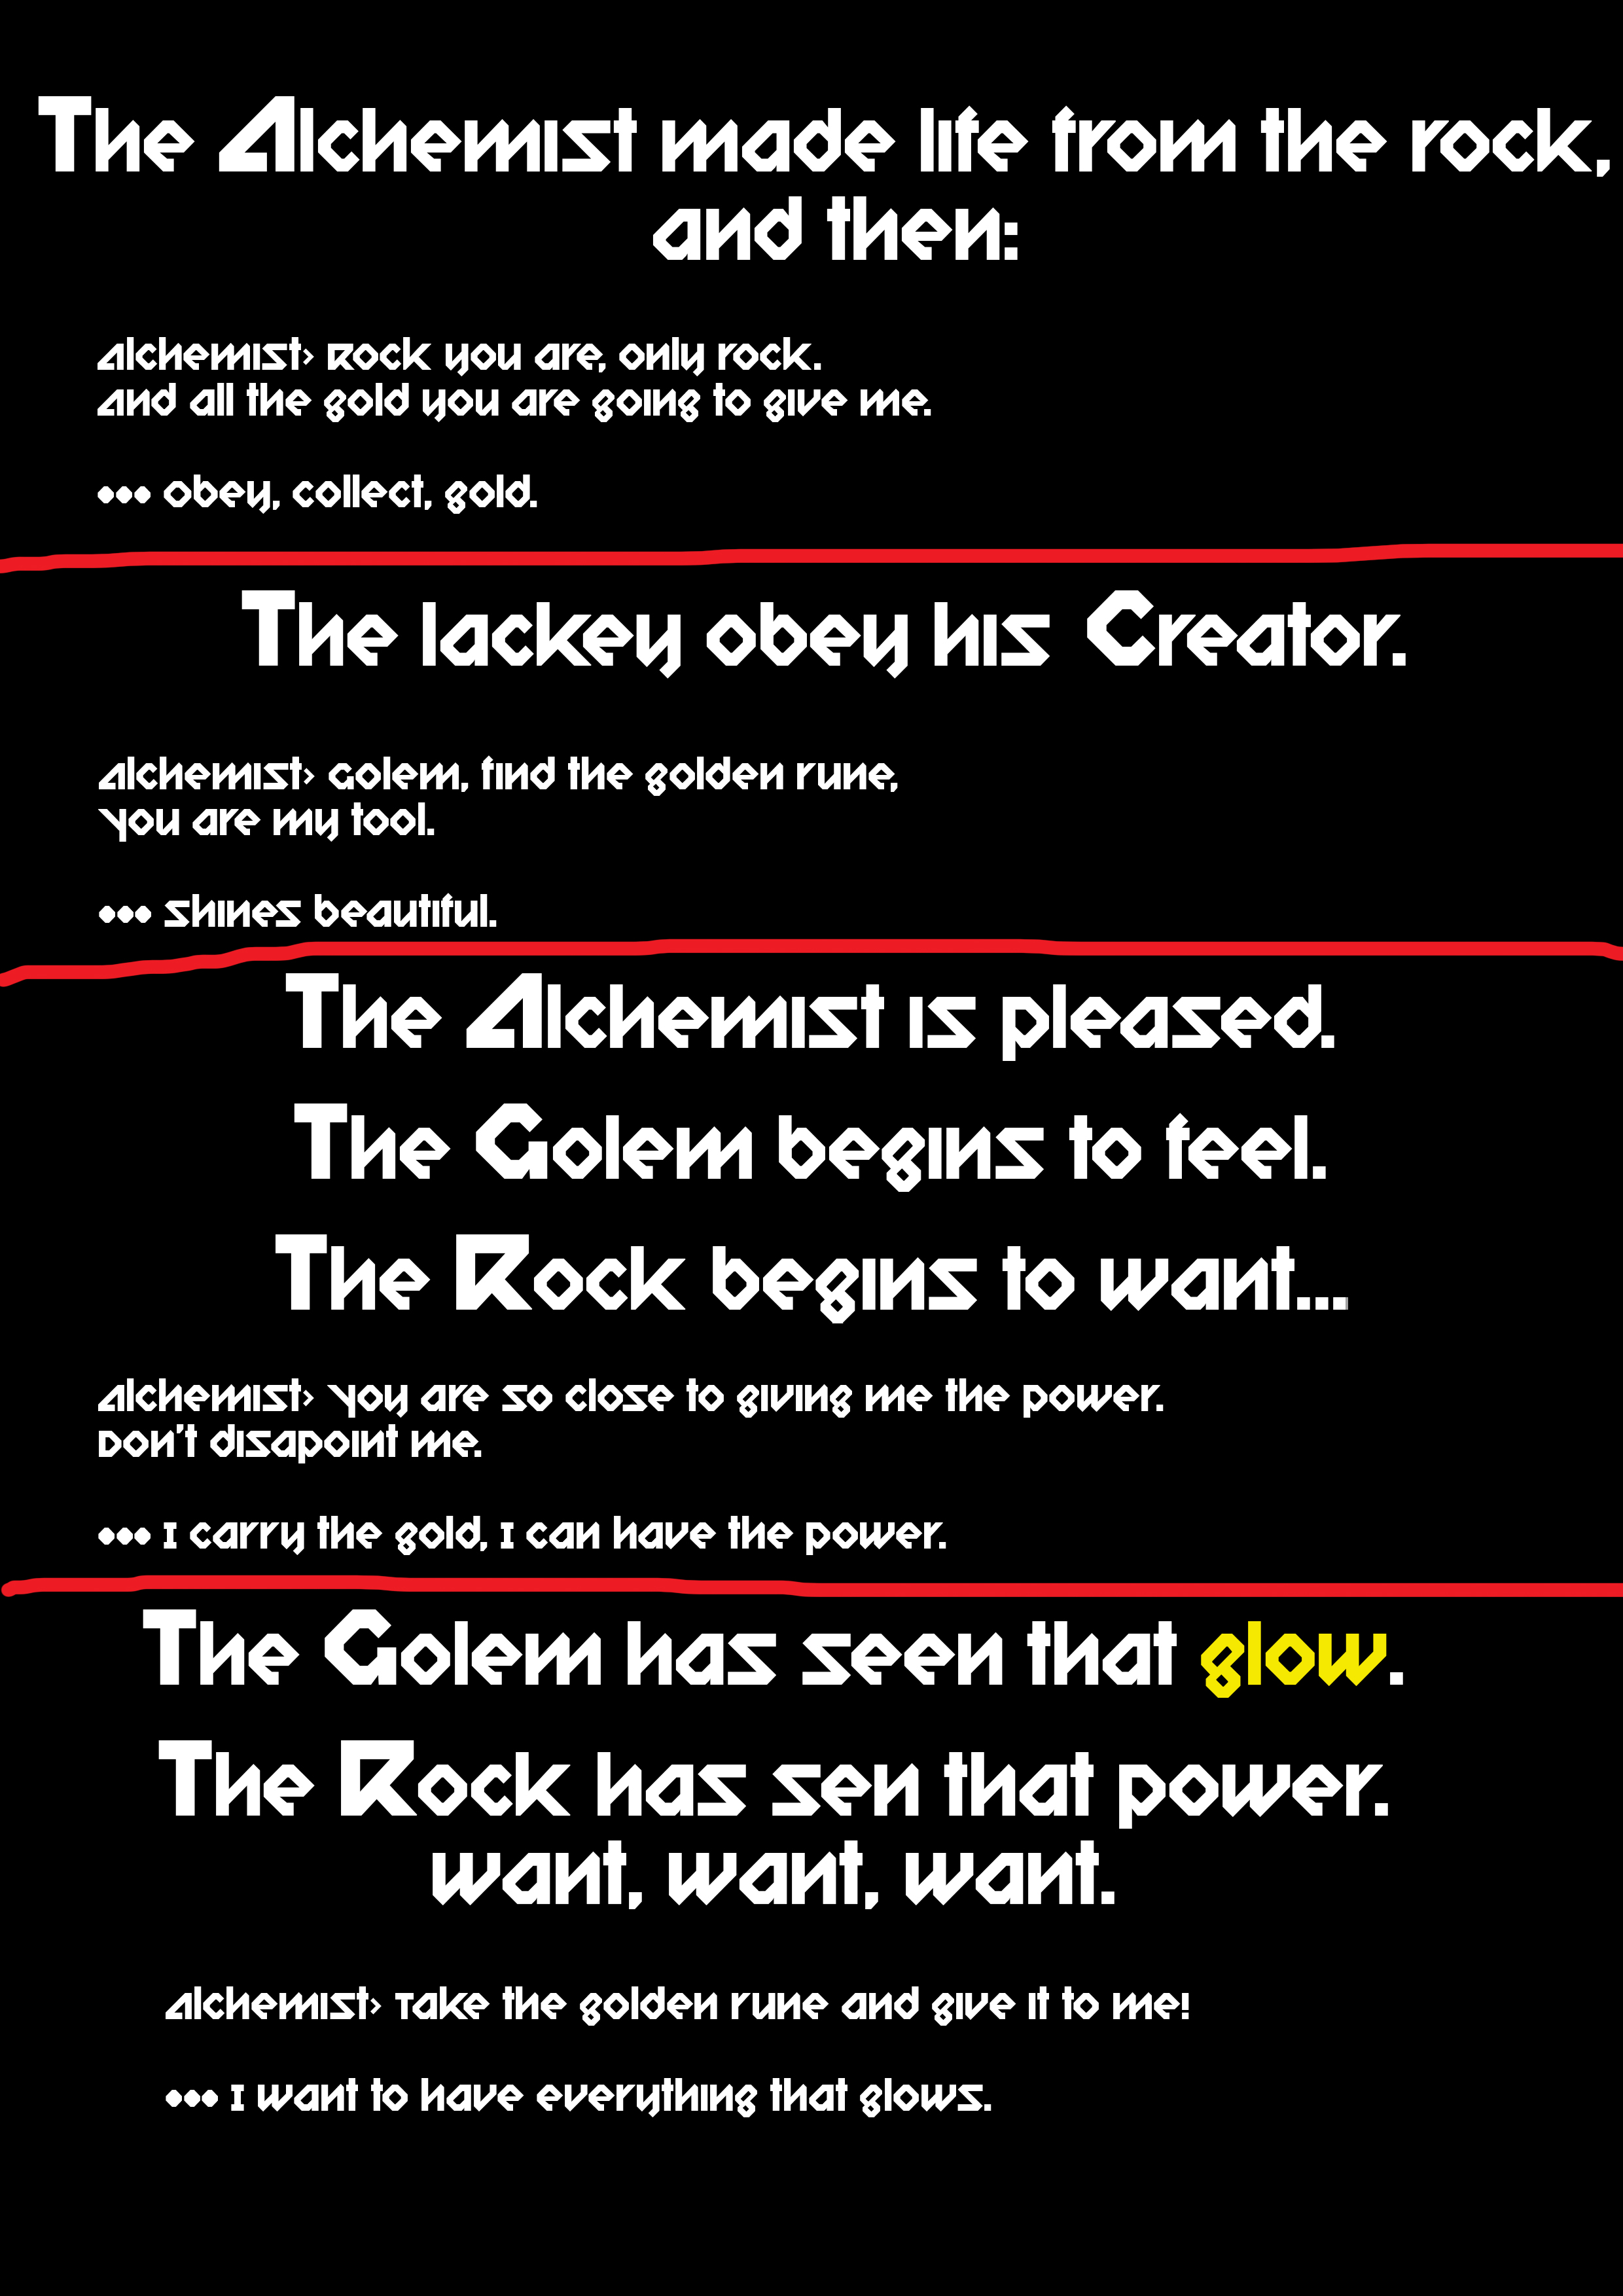 The Alchemist made life from the rock,
and then:
Alchemist> Rock you are, only rock.
And all the gold you are going to give me.
••• obey, collect, gold.
The lackey obey his Creator.
Alchemist> Golem, find the golden rune,
You are my tool.
••• shines beautiful.
The Alchemist is pleased.
The Golem begins to feel.
The Rock begins to want...
Alchemist> Yoy are so close to giving me the power.
Don't disapoint me.
••• I carry the gold, I can have the power.
The Golem has seen that glow.
The Rock has sen that power.
want, want, want.
Alchemist> Take the golden rune and give it to me!
••• I want to have everything that glows.